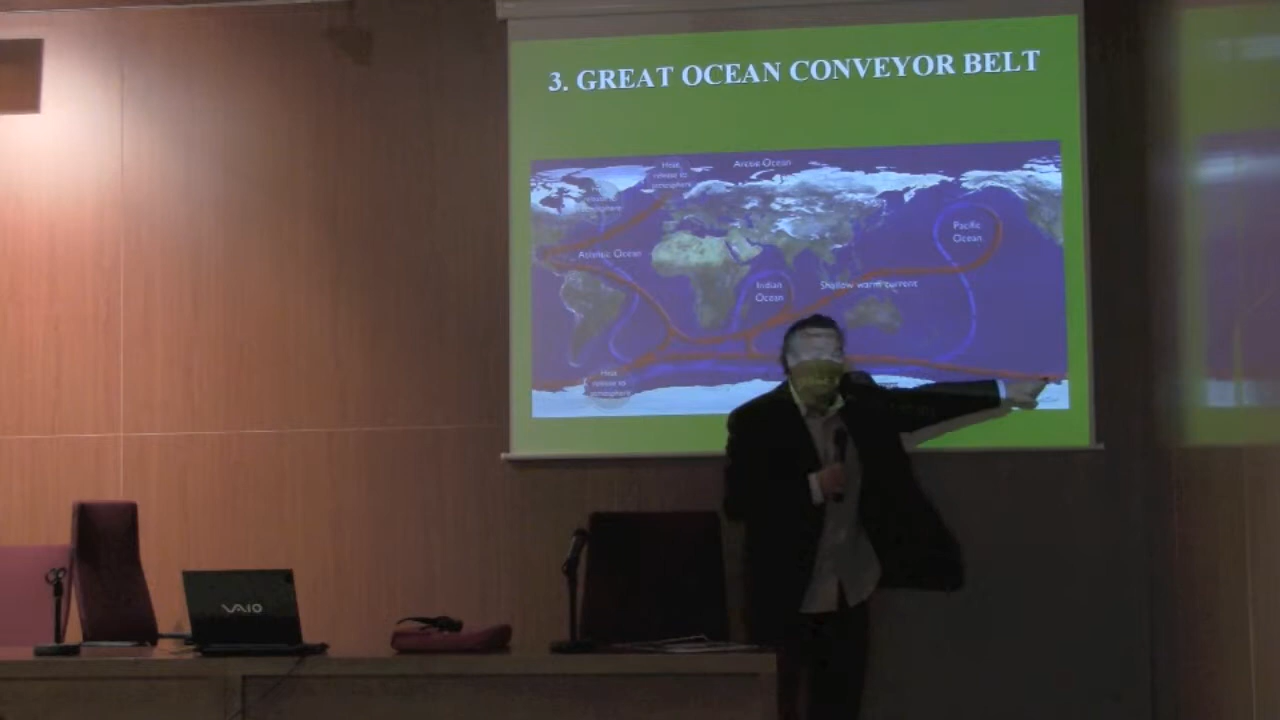 3. GREAT OCEAN CONVEYOR BELT
Arctic Ocean
Heat
release to
atmosphere
Atlantic Ocean
Pacific
Ocean
Indian
Ocean
Shallow warm current
Heat
release to
atmosphere
VAIO